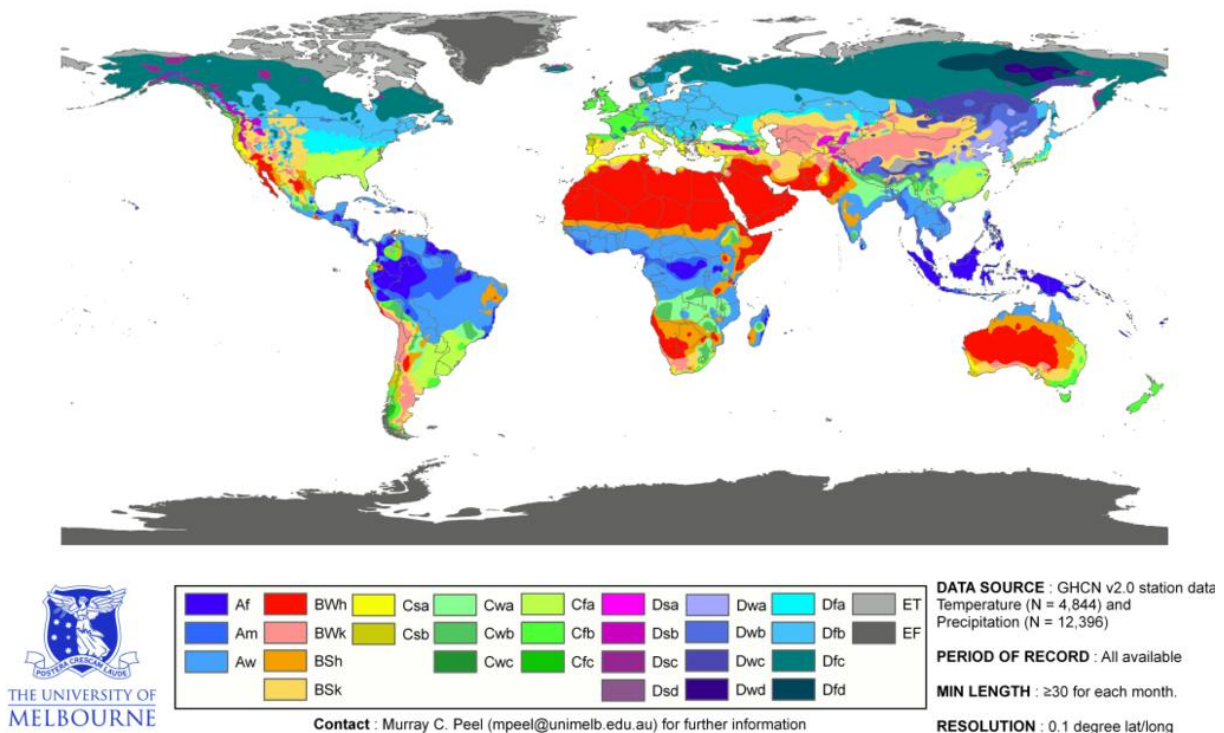 Af
BWh
Csa
Cwa
Cfa
Dsa
Dwa
Dfa
ET
Am
BWk
Csb
Cwb
Cfb
Dsb
Dwb
Dfb
EF
Aw
BSh
Cwc
Cfc
Dsc
Dwc
Dfc
BSk
Dsd
Dwd
Dfd
DATA SOURCE : GHCN v2.0 station data
Temperature (N = 4,844) and
Precipitation (N = 12,396)
PERIOD OF RECORD : All available
MIN LENGTH : ≥30 for each month.
RESOLUTION : 0.1 degree lat/long
POSTERA CRESCAM LAUDE
THE UNIVERSITY OF
MELBOURNE
Contact : Murray C. Peel (mpeel@unimelb.edu.au) for further information